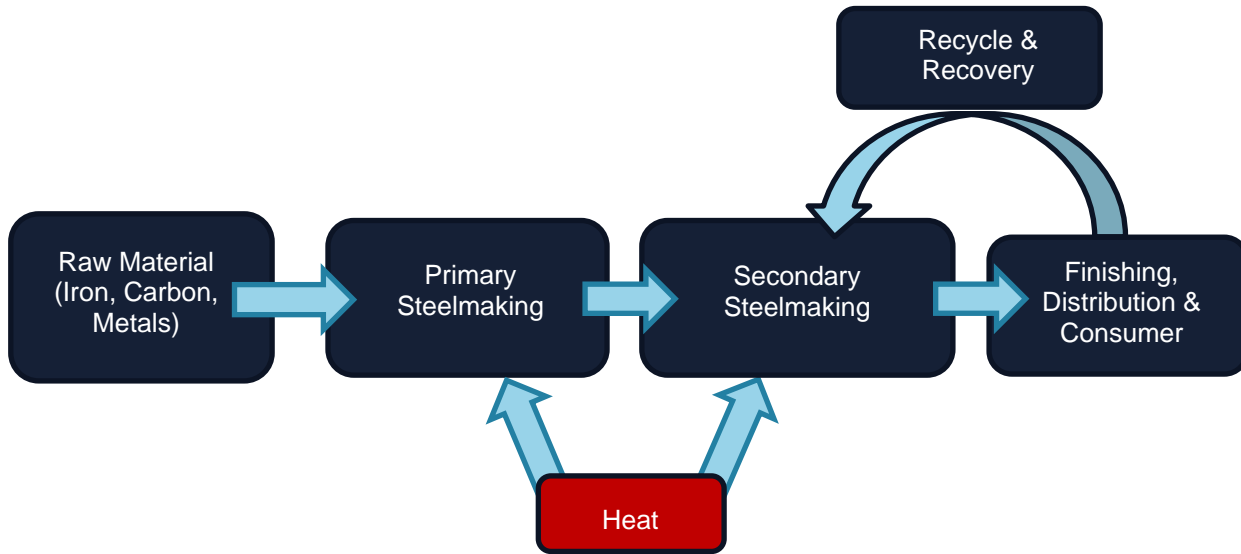 Recycle &
Recovery
Raw Material
(Iron, Carbon,
Metals)
Primary
Steelmaking
Secondary
Steelmaking
Finishing,
Distribution &
Consumer
Heat